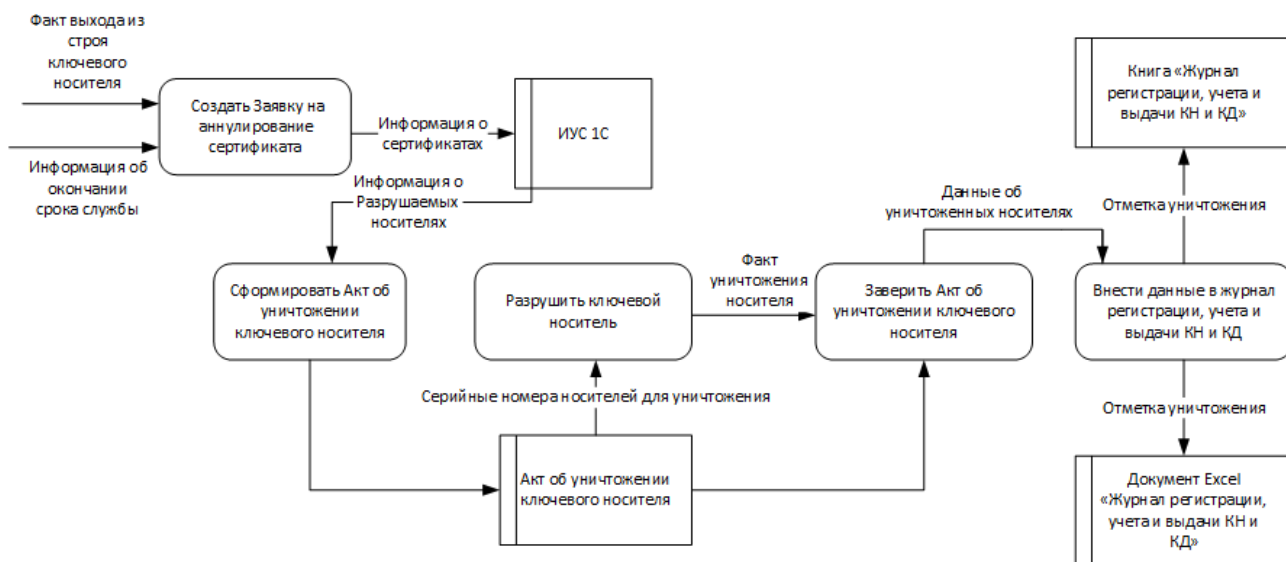 Факт выхода из
строя
ключевого
носителя
Создать Заявку на
аннулирование
сертификата
Информация об
окончании
срока службы
Информация о
сертификатах
ИУС 1С
Информация о
Разрушаемых
носителях
Сформировать Акт об
уничтожении
ключевого носителя
Разрушить ключевой
носитель
Факт
уничтожения
носителя
Заверить Акт об
уничтожении ключевого
носителя
Данные об
уничтоженных носителях
Внести данные в журнал
регистрации, учета и
выдачи КН и КД
Отметка уничтожения
Книга «Журнал
регистрации, учета и
выдачи КН и КД»
Серийные номера носителей для уничтожения
Акт об уничтожении
ключевого носителя
Отметка уничтожения
Документ Excel
«Журнал регистрации,
учета и выдачи КН и
КД»